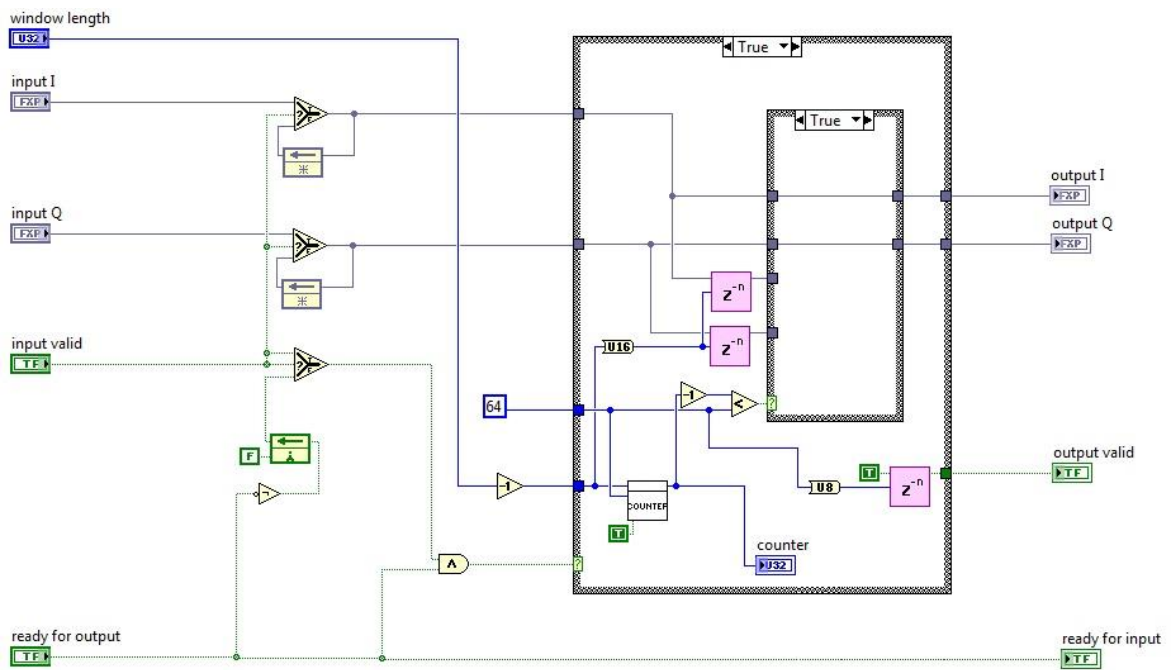 window length
U32
input I
FXP
T
?
F
input Q
FXP
T
?
F
input valid
TF
T
?
F
F
ready for output
TF
True
True
z⁻ⁿ
U16
z⁻ⁿ
64
-1
<
?
-1
COUNTER
T
T
U8
z⁻ⁿ
counter
U32
?
output I
FXP
output Q
FXP
output valid
TF
ready for input
TF